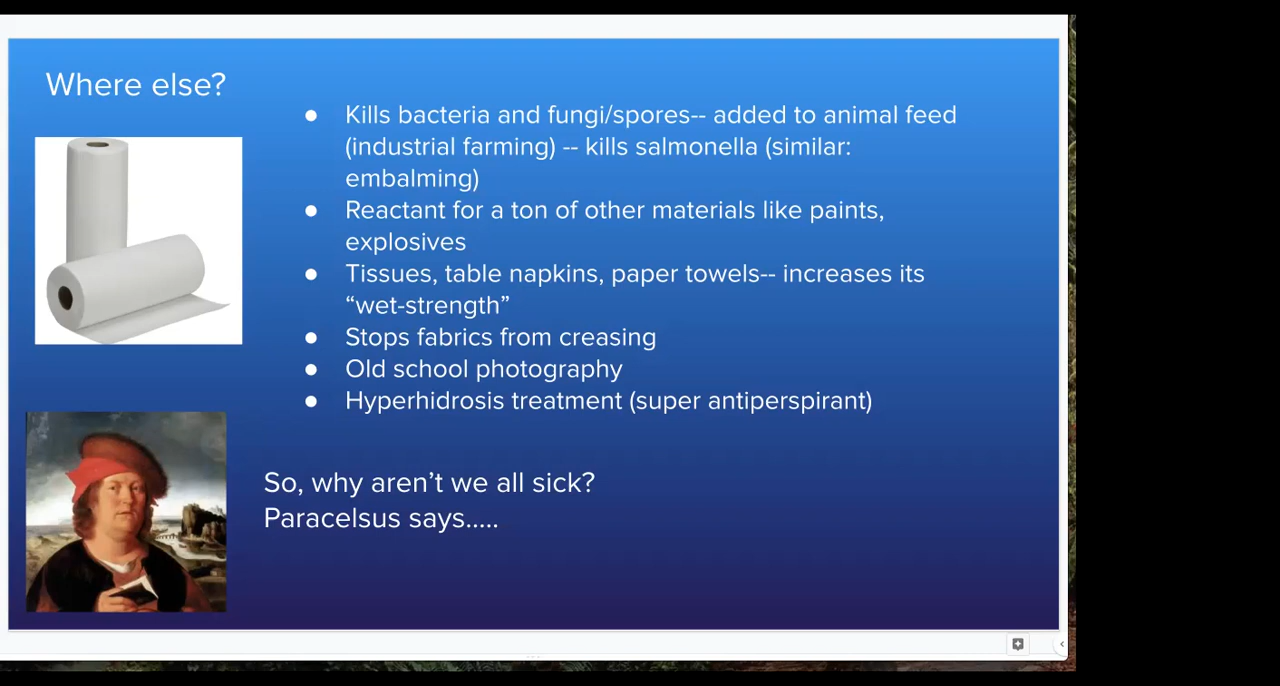 Where else?
● Kills bacteria and fungi/spores-- added to animal feed
(industrial farming) -- kills salmonella (similar:
embalming)
● Reactant for a ton of other materials like paints,
explosives
● Tissues, table napkins, paper towels-- increases its
“wet-strength”
● Stops fabrics from creasing
● Old school photography
● Hyperhidrosis treatment (super antiperspirant)
So, why aren’t we all sick?
Paracelsus says.....